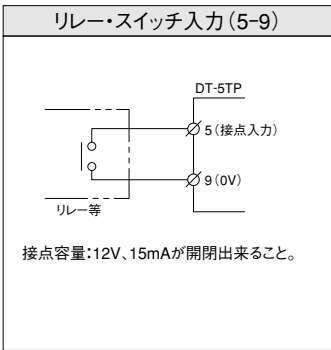 リレー・スイッチ入力(5-9)
DT-5TP
5(接点入力)
9(0V)
リレー等
接点容量:12V、15mAが開閉出来ること。